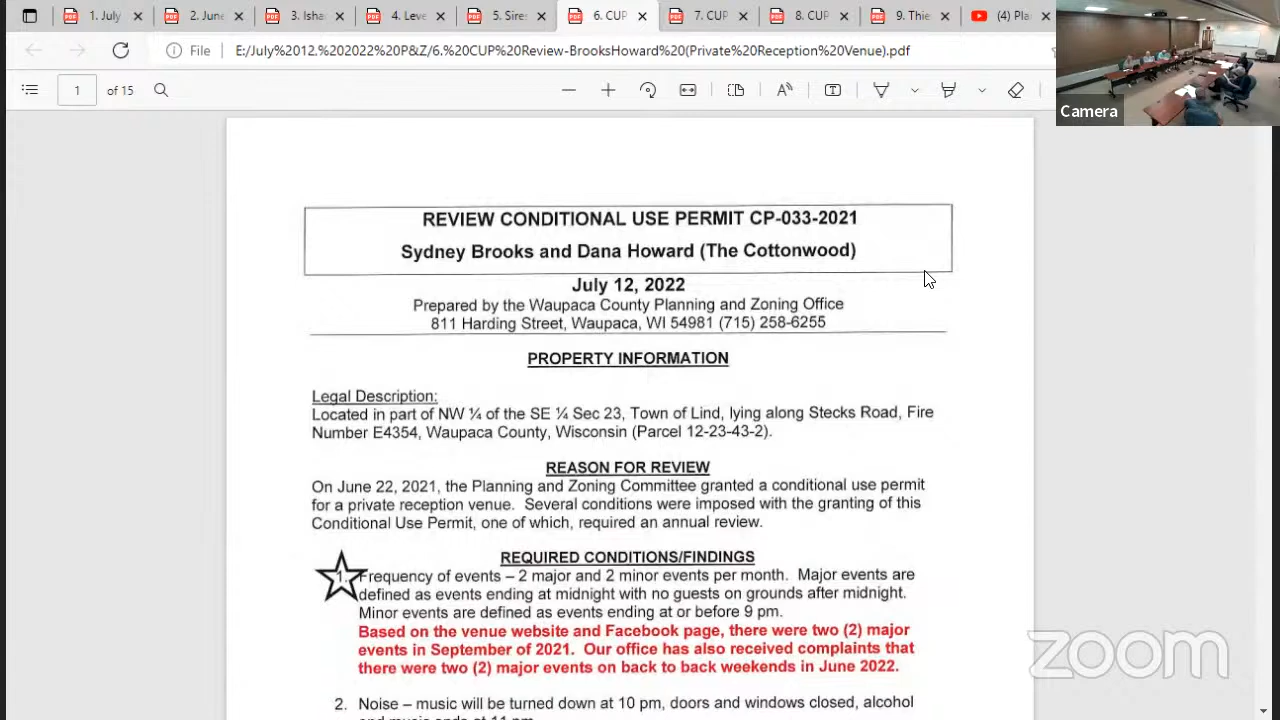 1. July
2. June
3. Isha
4. Leve
5. Sires
6. CUP
7. CUP
8. CUP
9. Thie
(4) Pla
File
E:/July%2012.%202022%20P&Z/6.%20CUP%20Review-BrooksHoward%20(Private%20Reception%20Venue).pdf
1 of 15
Camera
REVIEW CONDITIONAL USE PERMIT CP-033-2021
Sydney Brooks and Dana Howard (The Cottonwood)
July 12, 2022
Prepared by the Waupaca County Planning and Zoning Office
811 Harding Street, Waupaca, WI 54981 (715) 258-6255
PROPERTY INFORMATION
Legal Description:
Located in part of NW ¼ of the SE ¼ Sec 23, Town of Lind, lying along Stecks Road, Fire
Number E4354, Waupaca County, Wisconsin (Parcel 12-23-43-2).
REASON FOR REVIEW
On June 22, 2021, the Planning and Zoning Committee granted a conditional use permit
for a private reception venue. Several conditions were imposed with the granting of this
Conditional Use Permit, one of which, required an annual review.
REQUIRED CONDITIONS/FINDINGS
1. Frequency of events – 2 major and 2 minor events per month. Major events are
defined as events ending at midnight with no guests on grounds after midnight.
Minor events are defined as events ending at or before 9 pm.
Based on the venue website and Facebook page, there were two (2) major
events in September of 2021. Our office has also received complaints that
there were two (2) major events on back to back weekends in June 2022.
2. Noise – music will be turned down at 10 pm, doors and windows closed, alcohol
and music ends at 11 pm.
zoom